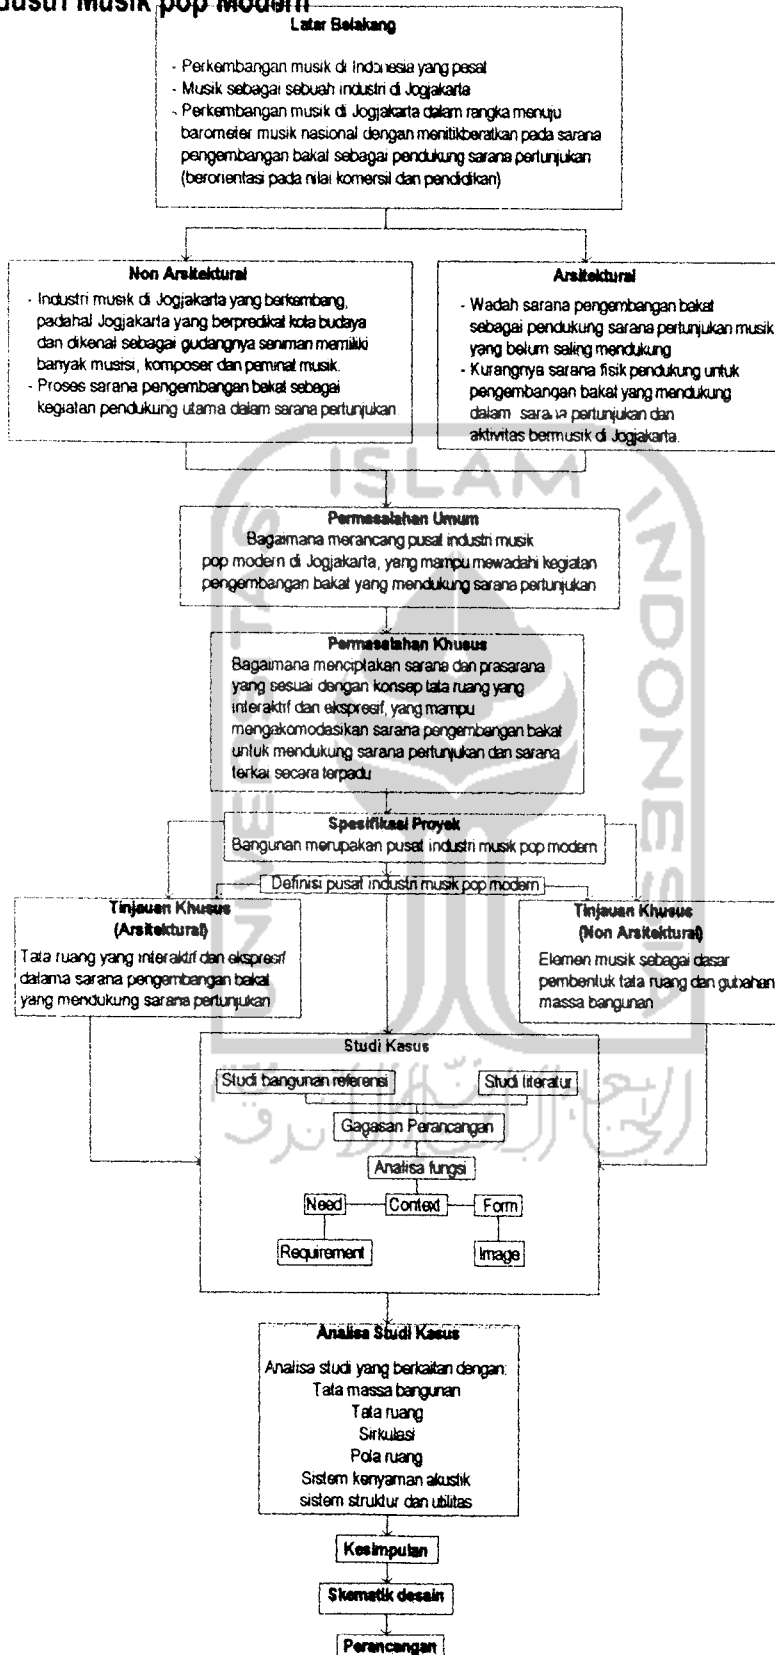 dustri Musik pop Modern
Latar Belakang
- Perkembangan musik di Indonesia yang pesat
- Musik sebagai sebuah industri di Jogjakarta
- Perkembangan musik di Jogjakarta dalam rangka menuju
barometer musik nasional dengan menitikberatkan pada sarana
pengembangan bakat sebagai pendukung sarana pertunjukan
(berorientasi pada nilai komersil dan pendidikan)
Non Arsitektural
- Industri musik di Jogjakarta yang berkembang,
padahal Jogjakarta yang berpredikat kota budaya
dan dikenal sebagai gudangnya seniman memiliki
banyak musisi, komposer dan peminat musik.
- Proses sarana pengembangan bakat sebagai
kegiatan pendukung utama dalam sarana pertunjukan
Arsitektural
- Wadah sarana pengembangan bakat
sebagai pendukung sarana pertunjukan musik
yang belum saling mendukung
- Kurangnya sarana fisik pendukung untuk
pengembangan bakat yang mendukung
dalam sarana pertunjukan dan
aktivitas bermusik di Jogjakarta.
Permasalahan Umum
Bagaimana merancang pusat industri musik
pop modern di Jogjakarta, yang mampu mewadahi kegiatan
pengembangan bakat yang mendukung sarana pertunjukan
Permasalahan Khusus
Bagaimana menciptakan sarana dan prasarana
yang sesuai dengan konsep tata ruang yang
interaktif dan ekspresif, yang mampu
mengakomodasikan sarana pengembangan bakat
untuk mendukung sarana pertunjukan dan sarana
terkai secara terpadu
Spesifikasi Proyek
Bangunan merupakan pusat industri musik pop modern
Definisi pusat industri musik pop modern
Tinjauan Khusus
(Arsitektural)
Tata ruang yang interaktif dan ekspresif
dalama sarana pengembangan bakat
yang mendukung sarana pertunjukan
Tinjauan Khusus
(Non Arsitektural)
Elemen musik sebagai dasar
pembentuk tata ruang dan gubahan
massa bangunan
Studi Kasus
Studi bangunan referensi
Studi literatur
Gagasan Perancangan
Analisa fungsi
Need
Context
Form
Requirement
Image
Analisa Studi Kasus
Analisa studi yang berkaitan dengan:
Tata massa bangunan
Tata ruang
Sirkulasi
Pola ruang
Sistem kenyaman akustik
sistem struktur dan utilitas
Kesimpulan
Skematik desain
Perancangan
UNIVERSITAS
ISLAM
INDONESIA